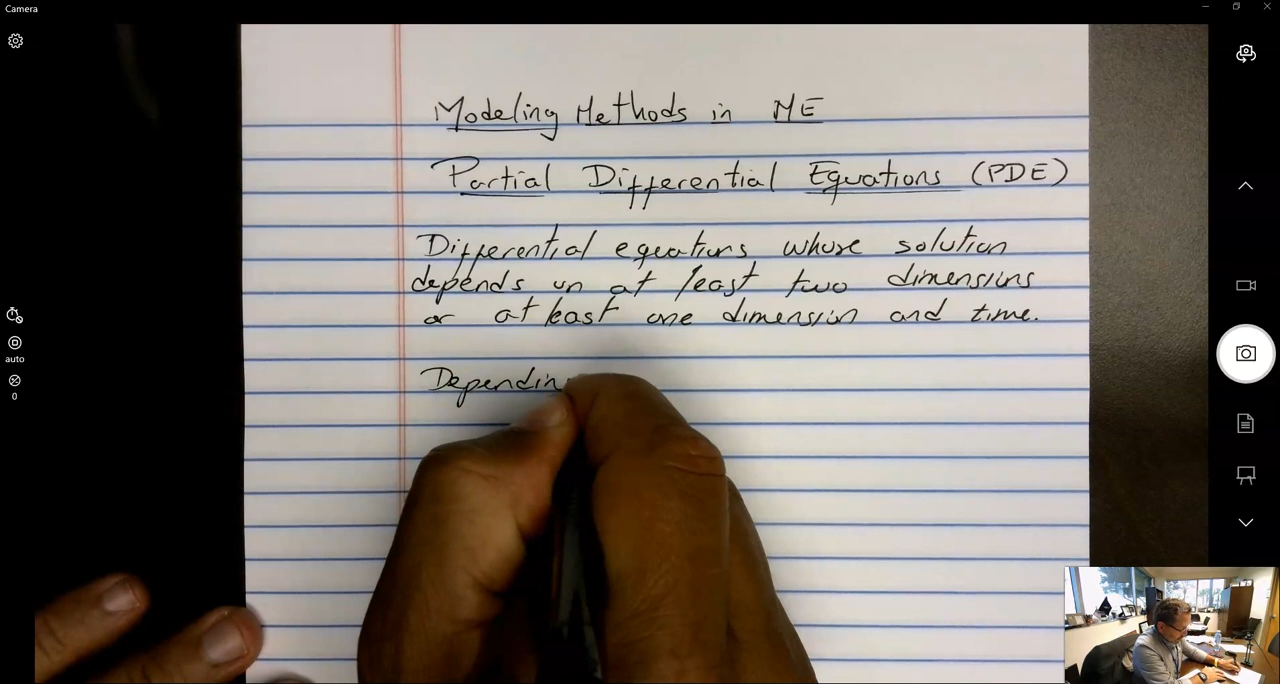 Camera
Modeling Methods in ME
Partial Differential Equations (PDE)
Differential equations whose solution
depends on at least two dimensions
or at least one dimension and time.
Dependin
auto
0